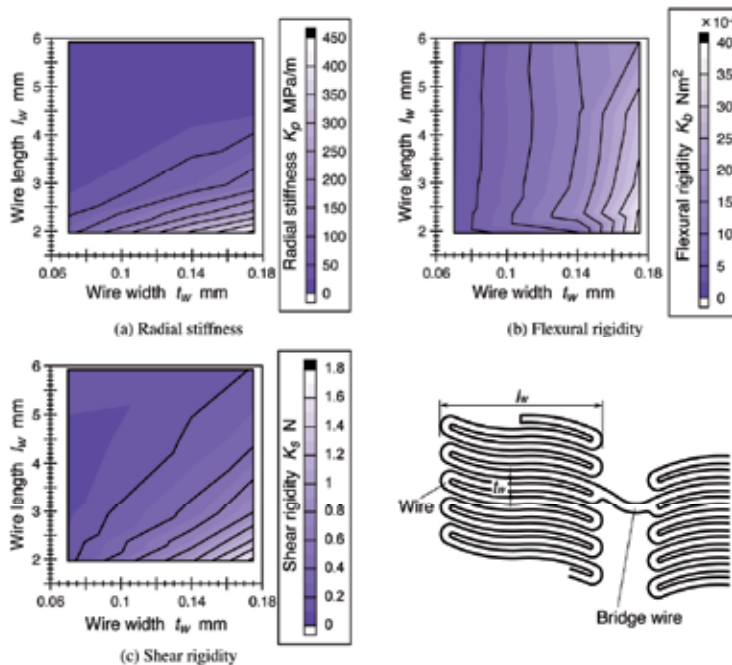 6
5
4
3
2
0.06 0.1 0.14 0.18
Wire length l_w mm
Wire width t_w mm
450
400
350
300
250
200
150
100
50
0
Radial stiffness K_p MPa/m
(a) Radial stiffness
6
5
4
3
2
0.06 0.1 0.14 0.18
Wire length l_w mm
Wire width t_w mm
40
35
30
25
20
15
10
5
0
Flexural rigidity K_b Nm²
(b) Flexural rigidity
6
5
4
3
2
0.06 0.1 0.14 0.18
Wire length l_w mm
Wire width t_w mm
1.8
1.6
1.4
1.2
1
0.8
0.6
0.4
0.2
0
Shear rigidity K_s N
(c) Shear rigidity
l_w
t_w
Wire
Bridge wire